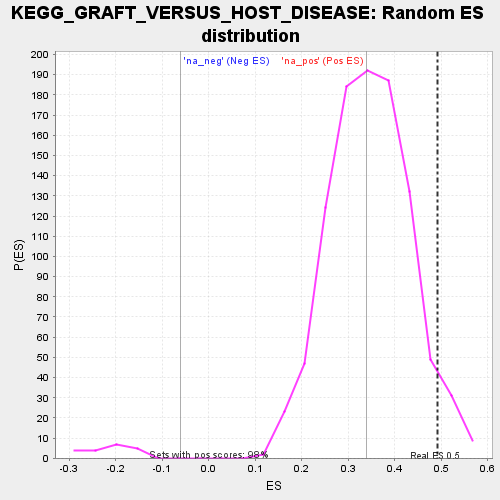 KEGG_GRAFT_VERSUS_HOST_DISEASE: Random ES
distribution
'na_neg' (Neg ES)
'na_pos' (Pos ES)
200
190
180
170
160
150
140
130
120
110
100
90
80
70
60
50
40
30
20
10
0
P(ES)
Sets with pos scores: 98%
Real ES 0.5
-0.3 -0.2 -0.1 0.0 0.1 0.2 0.3 0.4 0.5 0.6
ES